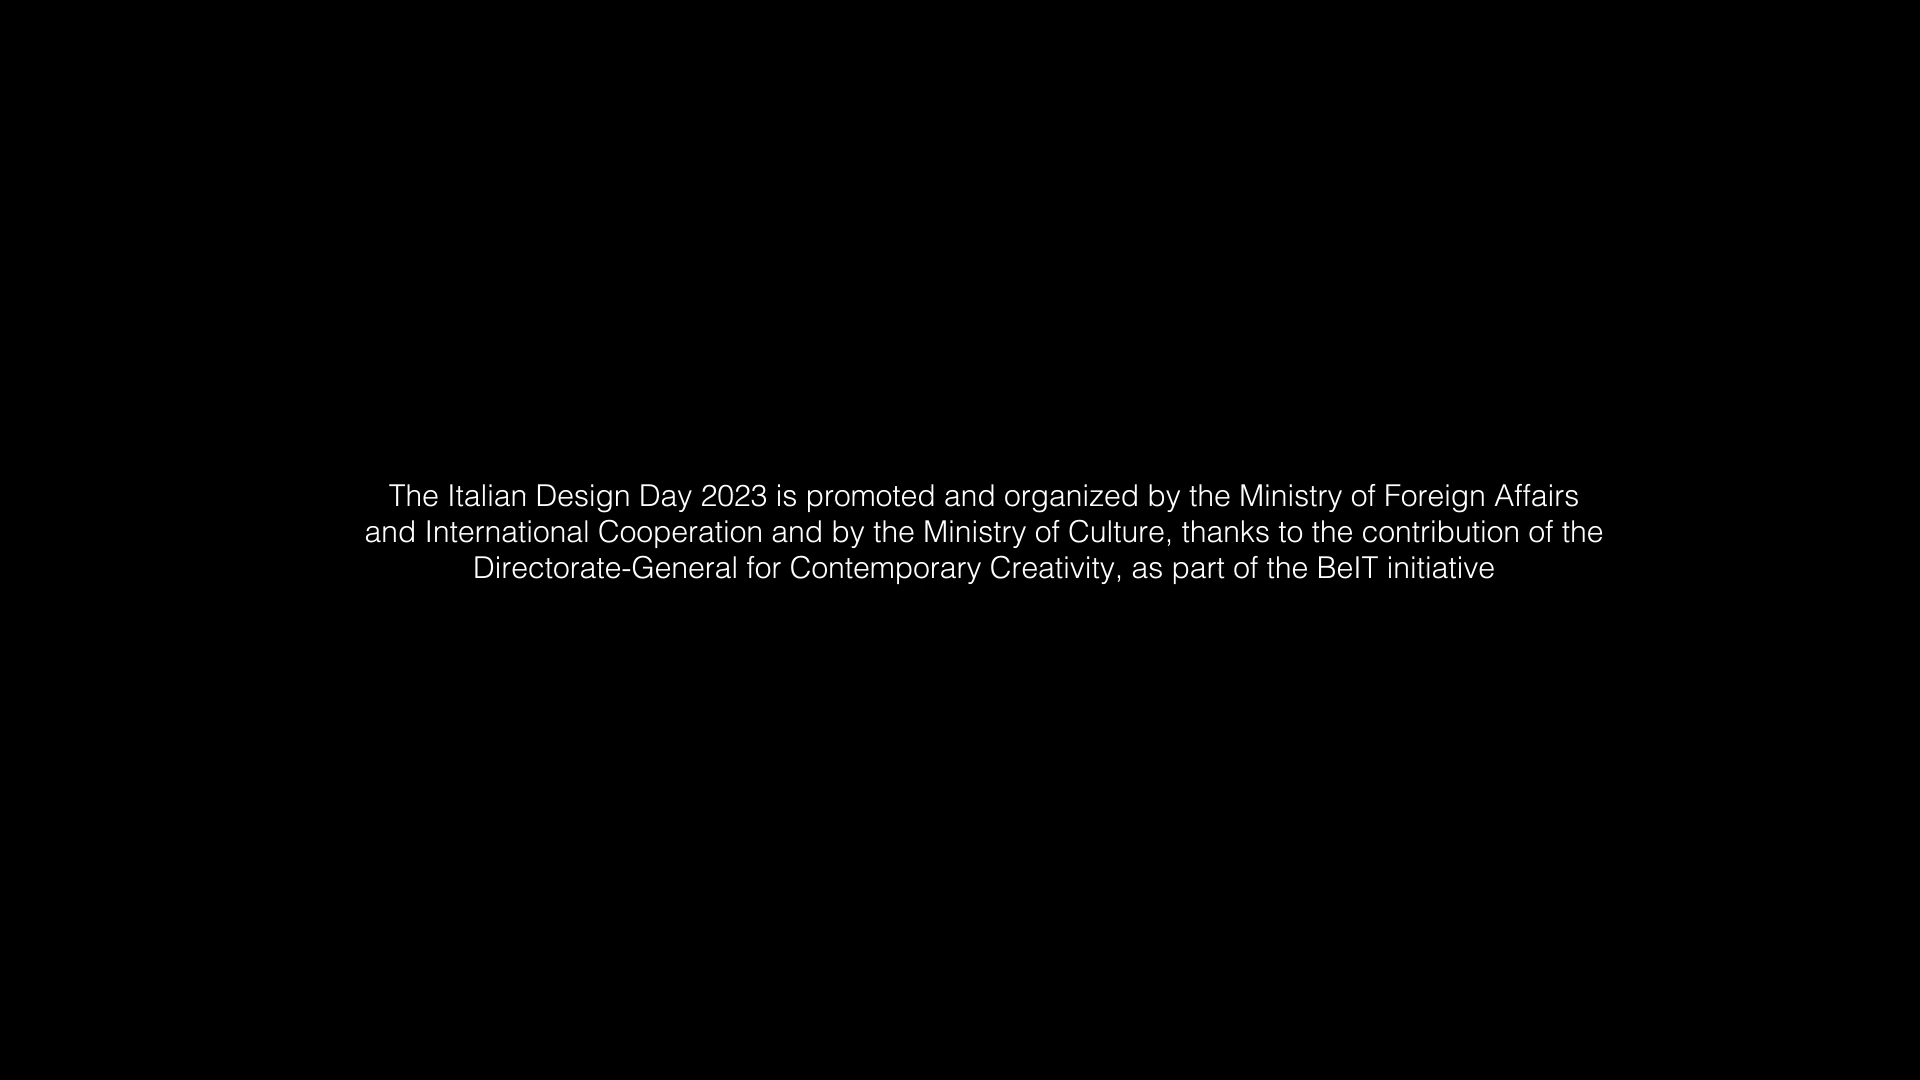 The Italian Design Day 2023 is promoted and organized by the Ministry of Foreign Affairs
and International Cooperation and by the Ministry of Culture, thanks to the contribution of the
Directorate-General for Contemporary Creativity, as part of the BeIT initiative